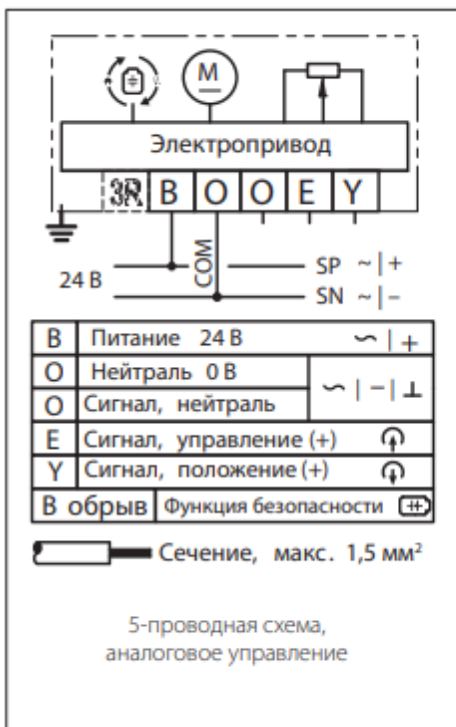 M
Электропривод
3R B O O E Y
COM
24 В
SP ~ | +
SN ~ | −
B Питание 24 В ∽ | +
O Нейтраль 0 В
∽ | − | ⊥
O Сигнал, нейтраль
E Сигнал, управление (+)
Y Сигнал, положение (+)
В обрыв Функция безопасности
Сечение, макс. 1,5 мм²
5-проводная схема,
аналоговое управление